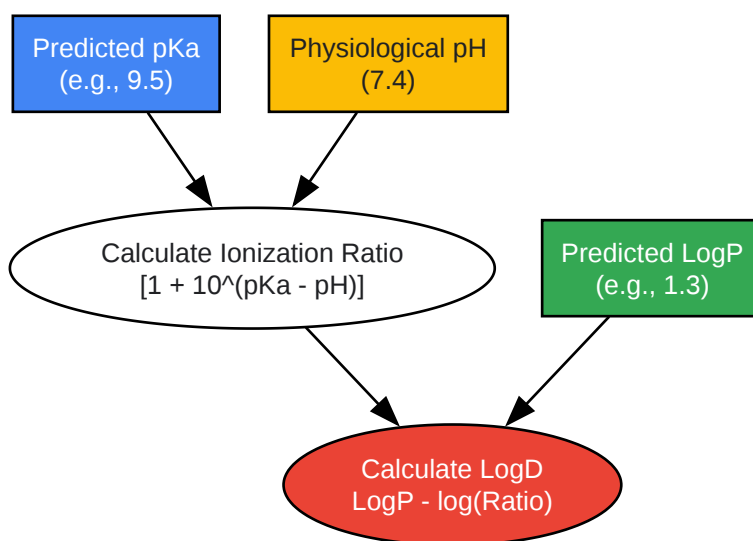 Predicted pKa
(e.g., 9.5)
Physiological pH
(7.4)
Calculate Ionization Ratio
[1 + 10^(pKa - pH)]
Predicted LogP
(e.g., 1.3)
Calculate LogD
LogP - log(Ratio)